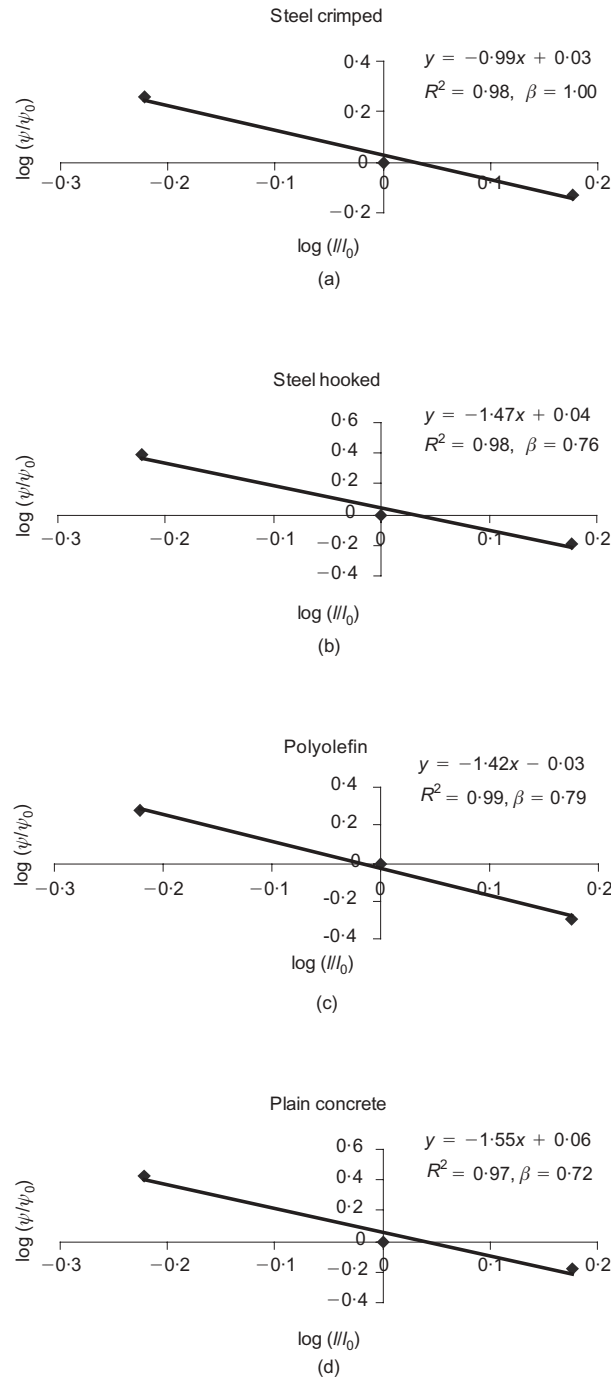 Steel crimped
y = −0·99x + 0·03
R² = 0·98, β = 1·00
log (ψ/ψ₀)
0·4
0·2
0
−0·2
−0·3
−0·2
−0·1
0
0·1
0·2
log (l/l₀)
(a)
Steel hooked
y = −1·47x + 0·04
R² = 0·98, β = 0·76
log (ψ/ψ₀)
0·6
0·4
0·2
0
−0·2
−0·4
−0·3
−0·2
−0·1
0
0·1
0·2
log (l/l₀)
(b)
Polyolefin
y = −1·42x − 0·03
R² = 0·99, β = 0·79
log (ψ/ψ₀)
0·4
0·2
0
-0·2
-0·4
−0·3
−0·2
−0·1
0
0·1
0·2
log (l/l₀)
(c)
Plain concrete
y = −1·55x + 0·06
R² = 0·97, β = 0·72
log (ψ/ψ₀)
0·6
0·4
0·2
0
−0·2
−0·4
−0·3
−0·2
−0·1
0
0·1
0·2
log (l/l₀)
(d)